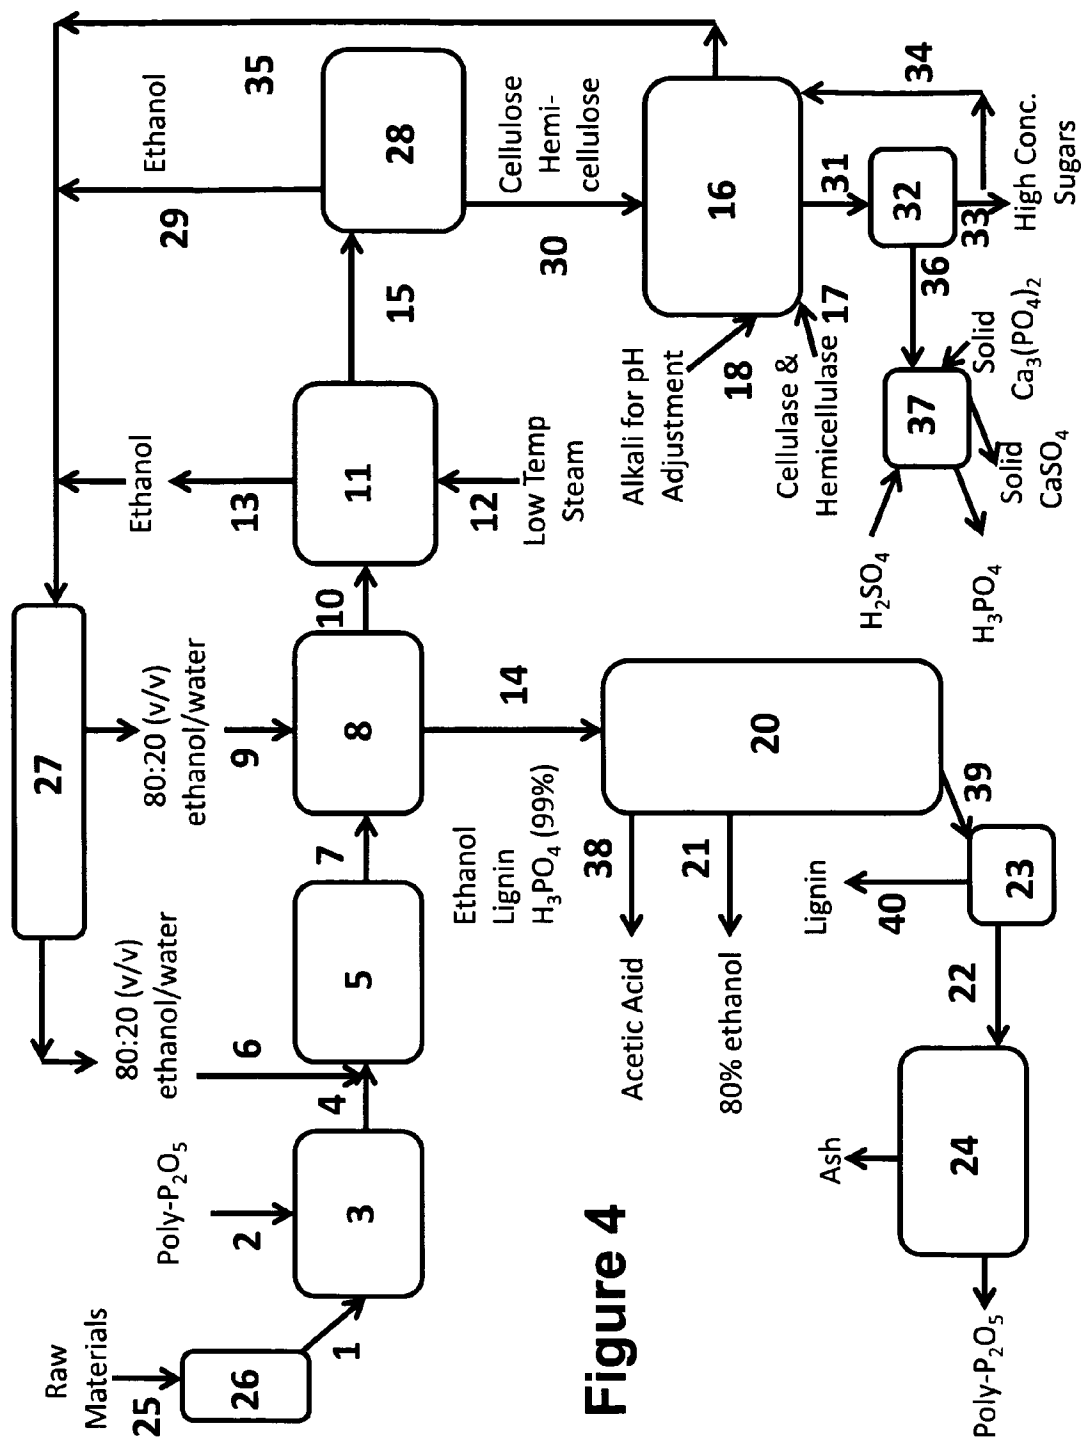 Raw
Materials
25
26
1
Poly-P₂O₅
2
3
4
80:20 (v/v)
ethanol/water
6
5
7
27
80:20 (v/v)
ethanol/water
9
8
10
Ethanol
13
11
12
Low Temp
Steam
15
Ethanol
29
35
28
Cellulose
Hemi-
cellulose
30
Ethanol
Lignin
H₃PO₄ (99%)
14
Alkali for pH
Adjustment
18
Cellulase &
Hemicellulase
17
16
31
32
34
33
High Conc.
Sugars
36
37
H₂SO₄
H₃PO₄
Solid
CaSO₄
Solid
Ca₃(PO₄)₂
20
38
Acetic Acid
21
80% ethanol
39
23
Lignin
40
22
24
Ash
Poly-P₂O₅
Figure 4